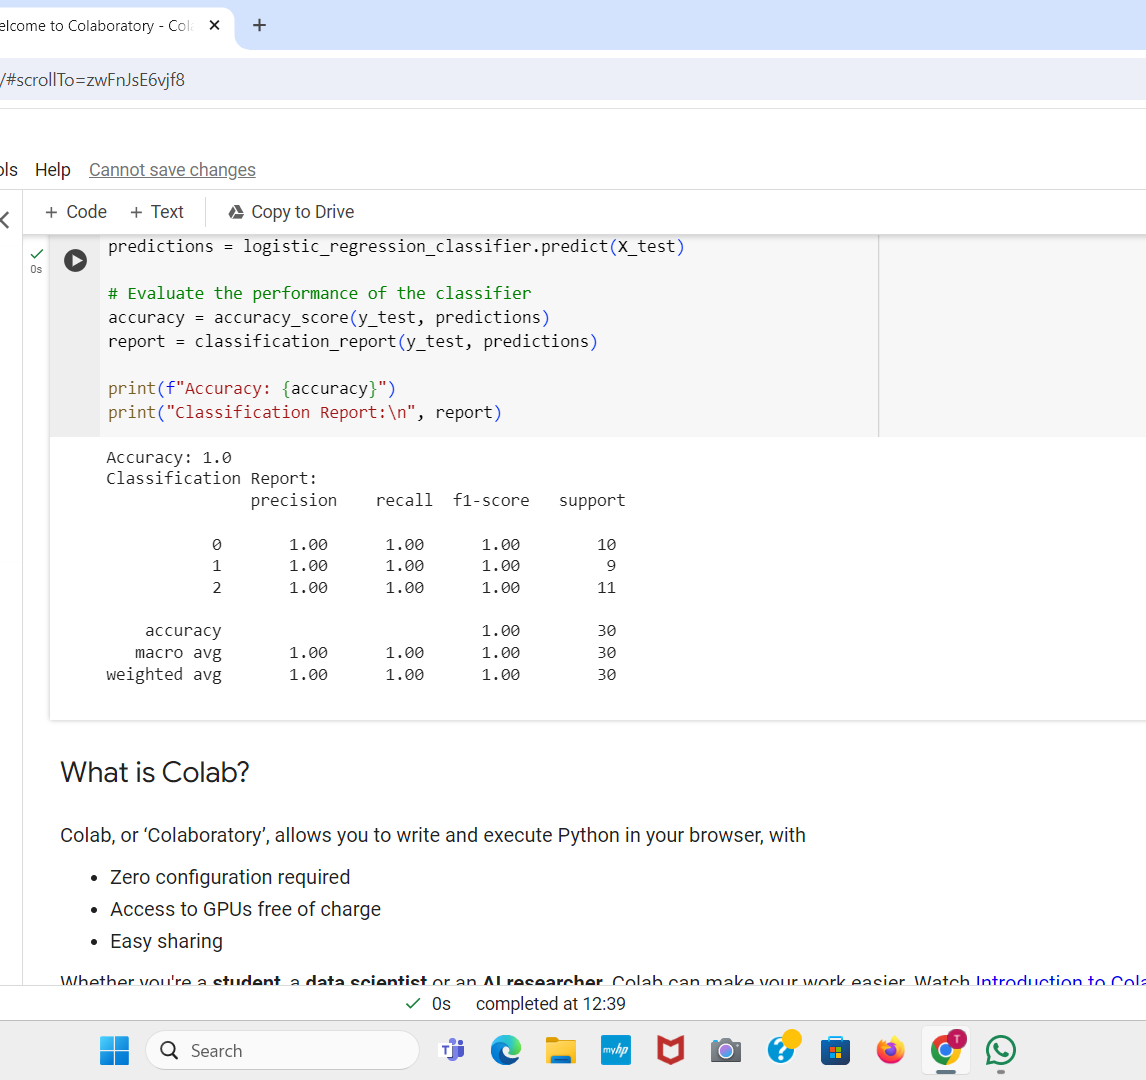 elcome to Colaboratory - Cola
/#scrollTo=zwFnJsE6vjf8
ols Help Cannot save changes
+ Code + Text Copy to Drive
predictions = logistic_regression_classifier.predict(X_test)
0s
# Evaluate the performance of the classifier
accuracy = accuracy_score(y_test, predictions)
report = classification_report(y_test, predictions)
print(f"Accuracy: {accuracy}")
print("Classification Report:\n", report)
Accuracy: 1.0
Classification Report:
precision recall f1-score support
0 1.00 1.00 1.00 10
1 1.00 1.00 1.00 9
2 1.00 1.00 1.00 11
accuracy 1.00 30
macro avg 1.00 1.00 1.00 30
weighted avg 1.00 1.00 1.00 30
What is Colab?
Colab, or ‘Colaboratory’, allows you to write and execute Python in your browser, with
• Zero configuration required
• Access to GPUs free of charge
• Easy sharing
Whether you're a student, a data scientist or an AI researcher, Colab can make your work easier. Watch Introduction to Cola
0s completed at 12:39
Search
myhp
T